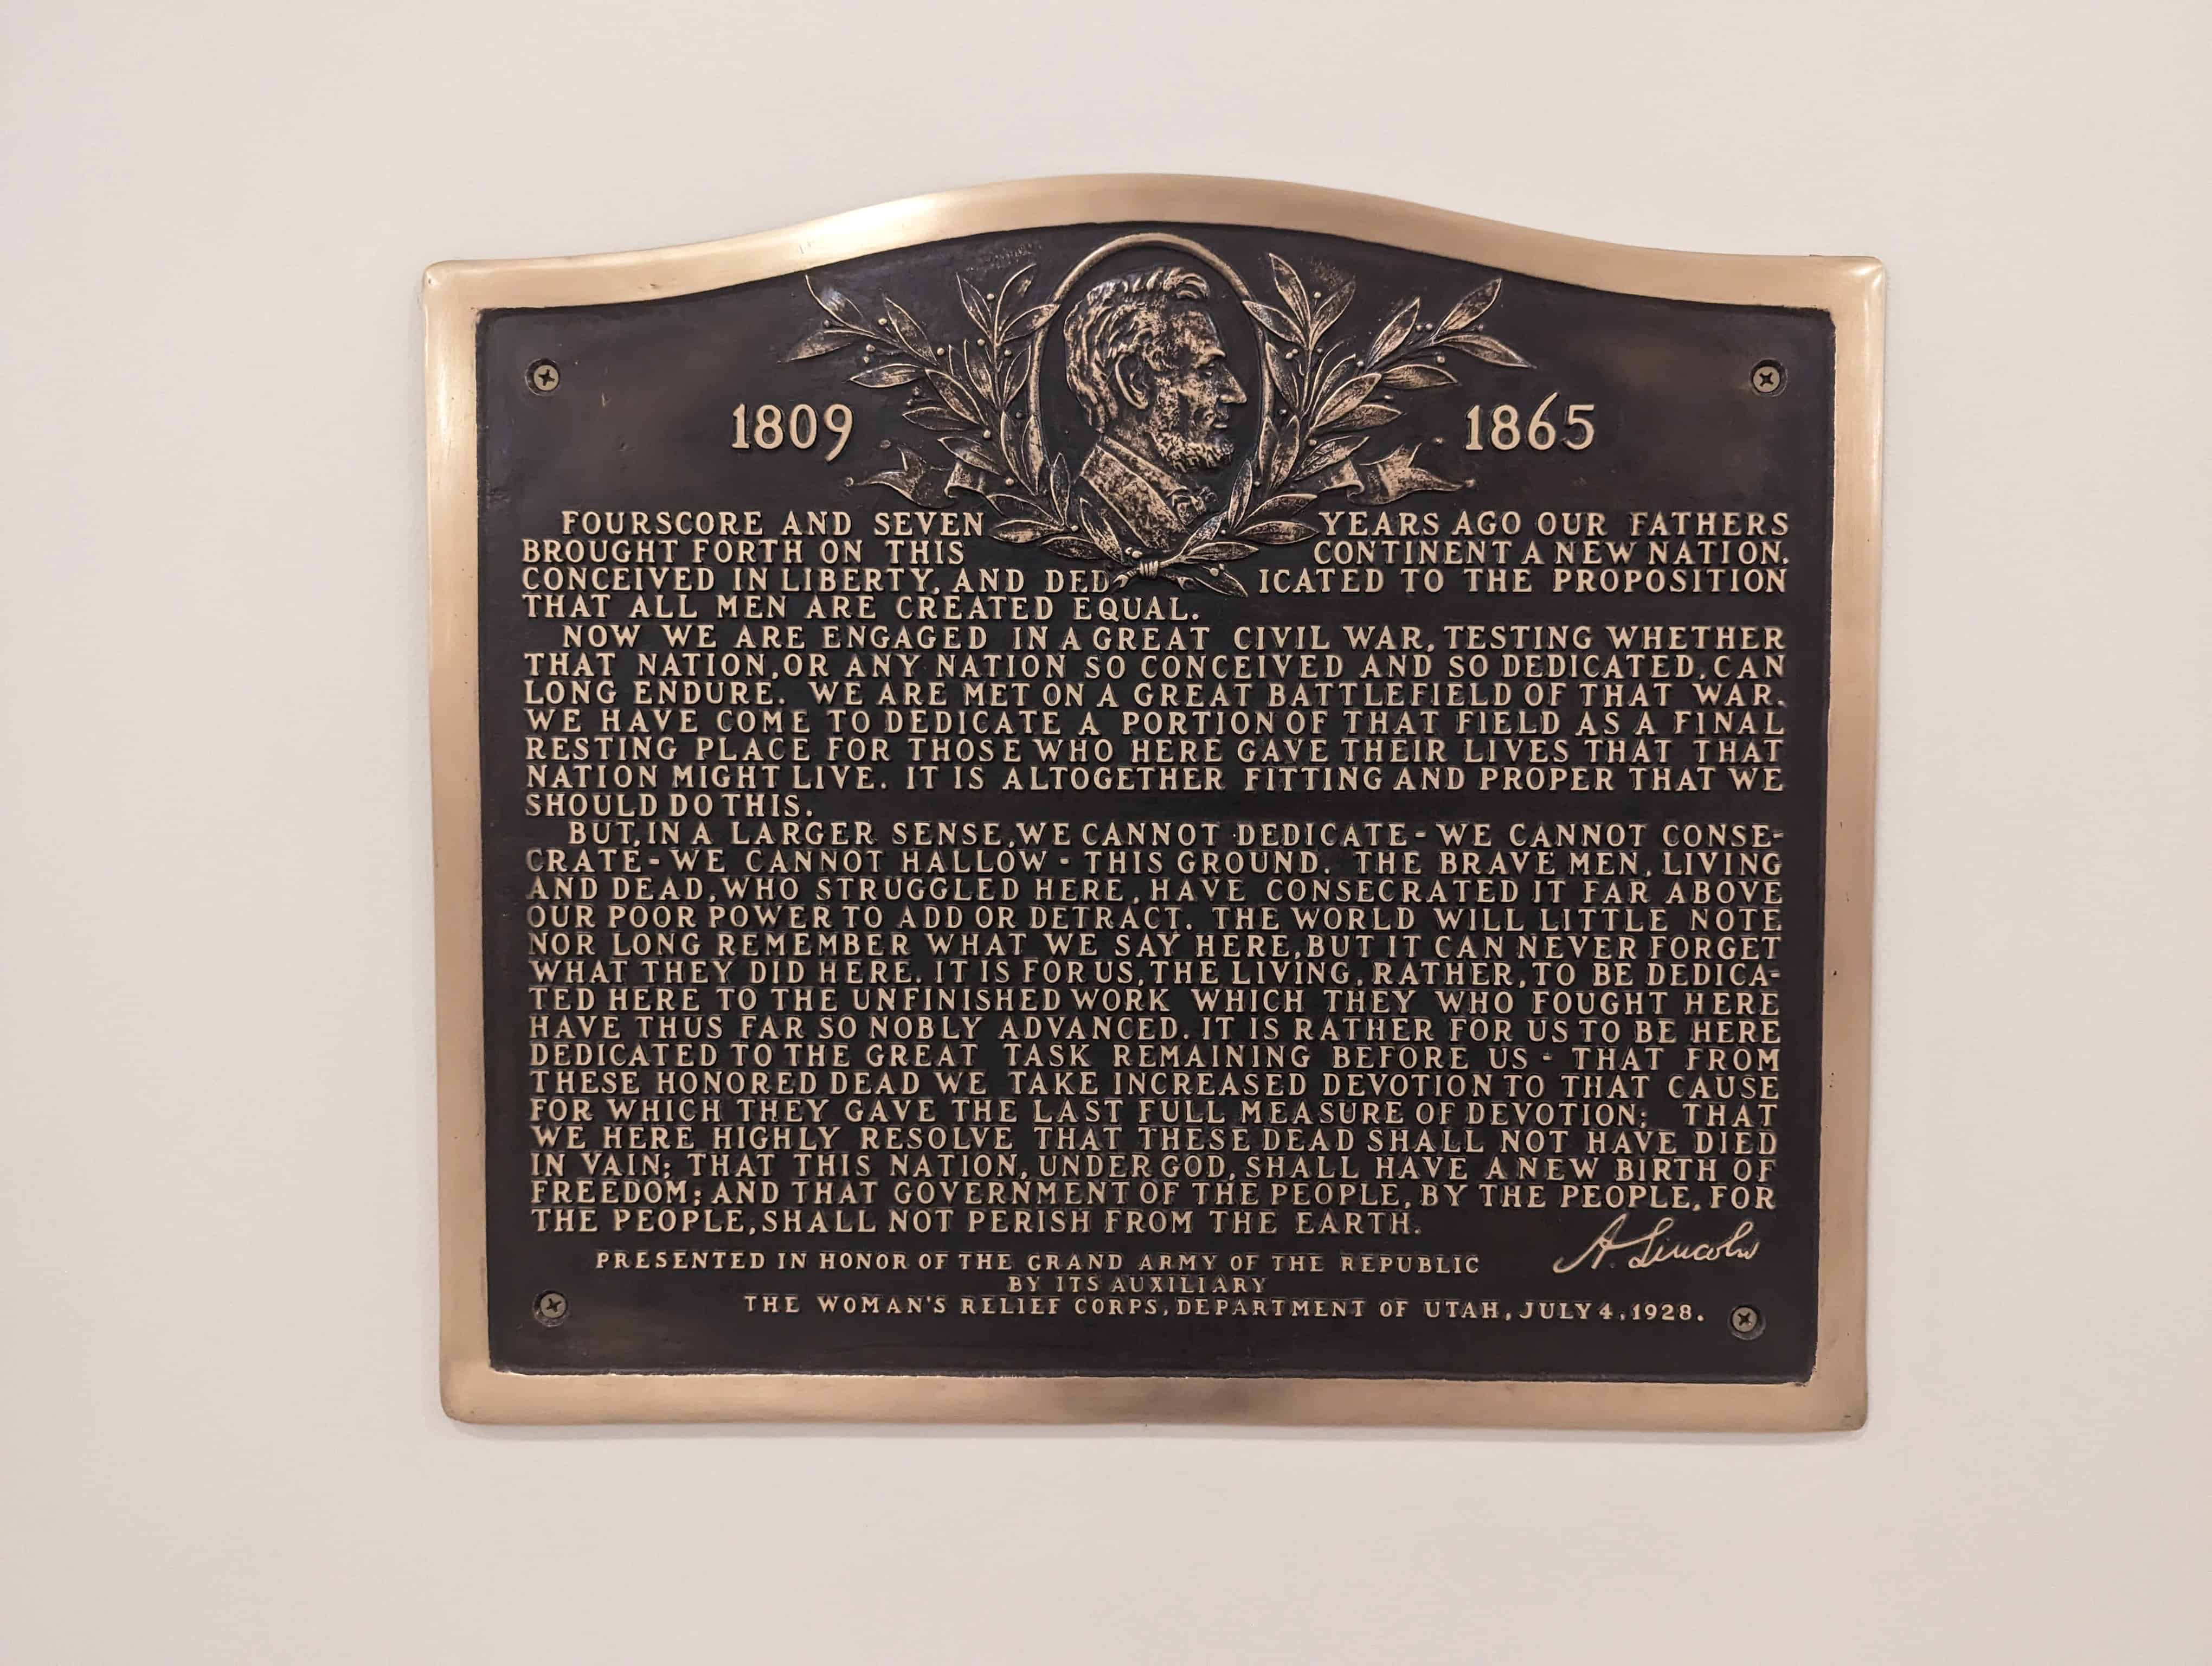 1809 1865
FOURSCORE AND SEVEN YEARS AGO OUR FATHERS
BROUGHT FORTH ON THIS CONTINENT A NEW NATION,
CONCEIVED IN LIBERTY, AND DEDICATED TO THE PROPOSITION
THAT ALL MEN ARE CREATED EQUAL.
NOW WE ARE ENGAGED IN A GREAT CIVIL WAR, TESTING WHETHER
THAT NATION, OR ANY NATION SO CONCEIVED AND SO DEDICATED, CAN
LONG ENDURE. WE ARE MET ON A GREAT BATTLEFIELD OF THAT WAR.
WE HAVE COME TO DEDICATE A PORTION OF THAT FIELD AS A FINAL
RESTING PLACE FOR THOSE WHO HERE GAVE THEIR LIVES THAT THAT
NATION MIGHT LIVE. IT IS ALTOGETHER FITTING AND PROPER THAT WE
SHOULD DO THIS.
BUT, IN A LARGER SENSE, WE CANNOT DEDICATE - WE CANNOT CONSE-
CRATE - WE CANNOT HALLOW - THIS GROUND. THE BRAVE MEN, LIVING
AND DEAD, WHO STRUGGLED HERE, HAVE CONSECRATED IT FAR ABOVE
OUR POOR POWER TO ADD OR DETRACT. THE WORLD WILL LITTLE NOTE
NOR LONG REMEMBER WHAT WE SAY HERE, BUT IT CAN NEVER FORGET
WHAT THEY DID HERE. IT IS FOR US, THE LIVING, RATHER, TO BE DEDICA-
TED HERE TO THE UNFINISHED WORK WHICH THEY WHO FOUGHT HERE
HAVE THUS FAR SO NOBLY ADVANCED. IT IS RATHER FOR US TO BE HERE
DEDICATED TO THE GREAT TASK REMAINING BEFORE US - THAT FROM
THESE HONORED DEAD WE TAKE INCREASED DEVOTION TO THAT CAUSE
FOR WHICH THEY GAVE THE LAST FULL MEASURE OF DEVOTION; THAT
WE HERE HIGHLY RESOLVE THAT THESE DEAD SHALL NOT HAVE DIED
IN VAIN; THAT THIS NATION, UNDER GOD, SHALL HAVE A NEW BIRTH OF
FREEDOM; AND THAT GOVERNMENT OF THE PEOPLE, BY THE PEOPLE, FOR
THE PEOPLE, SHALL NOT PERISH FROM THE EARTH.
A. Lincoln
PRESENTED IN HONOR OF THE GRAND ARMY OF THE REPUBLIC
BY ITS AUXILIARY
THE WOMAN'S RELIEF CORPS, DEPARTMENT OF UTAH, JULY 4, 1928.